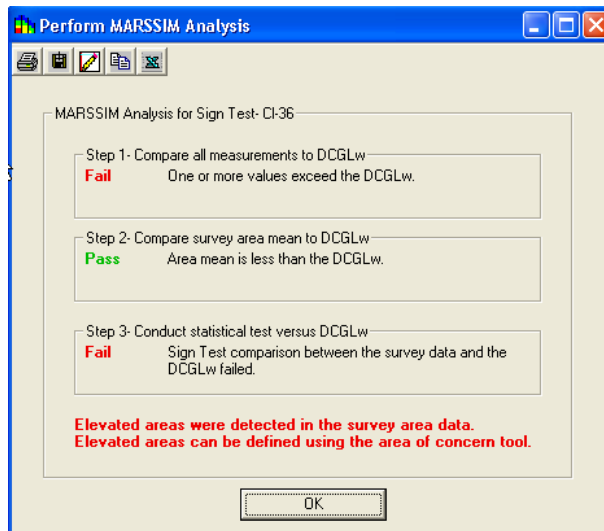 Perform MARSSIM Analysis
MARSSIM Analysis for Sign Test- Cl-36
Step 1- Compare all measurements to DCGLw
Fail One or more values exceed the DCGLw.
Step 2- Compare survey area mean to DCGLw
Pass Area mean is less than the DCGLw.
Step 3- Conduct statistical test versus DCGLw
Fail Sign Test comparison between the survey data and the
DCGLw failed.
Elevated areas were detected in the survey area data.
Elevated areas can be defined using the area of concern tool.
OK